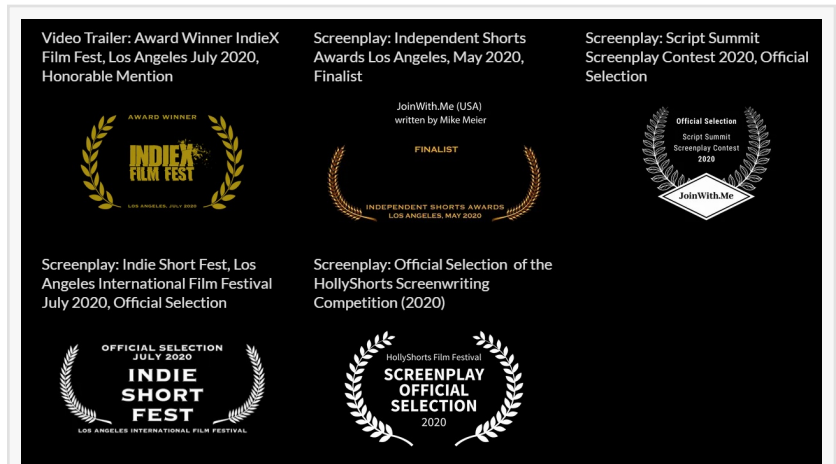 Video Trailer: Award Winner IndieX
Film Fest, Los Angeles July 2020,
Honorable Mention
AWARD WINNER
INDIEX
FILM FEST
LOS ANGELES, JULY 2020
Screenplay: Independent Shorts
Awards Los Angeles, May 2020,
Finalist
JoinWith.Me (USA)
written by Mike Meier
FINALIST
INDEPENDENT SHORTS AWARDS
LOS ANGELES, MAY 2020
Screenplay: Script Summit
Screenplay Contest 2020, Official
Selection
Official Selection
Script Summit
Screenplay Contest
2020
JoinWith.Me
Screenplay: Indie Short Fest, Los
Angeles International Film Festival
July 2020, Official Selection
OFFICIAL SELECTION
JULY 2020
INDIE
SHORT
FEST
LOS ANGELES INTERNATIONAL FILM FESTIVAL
Screenplay: Official Selection of the
HollyShorts Screenwriting
Competition (2020)
HollyShorts Film Festival
SCREENPLAY
OFFICIAL
SELECTION
2020